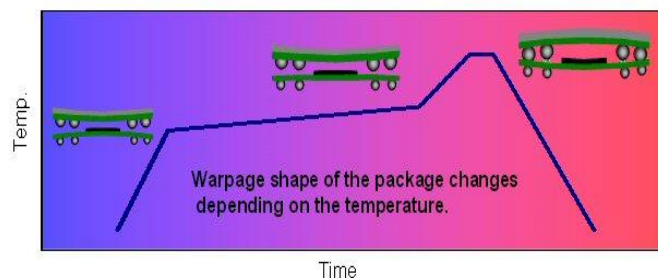 Temp.
Warpage shape of the package changes
depending on the temperature.
Time